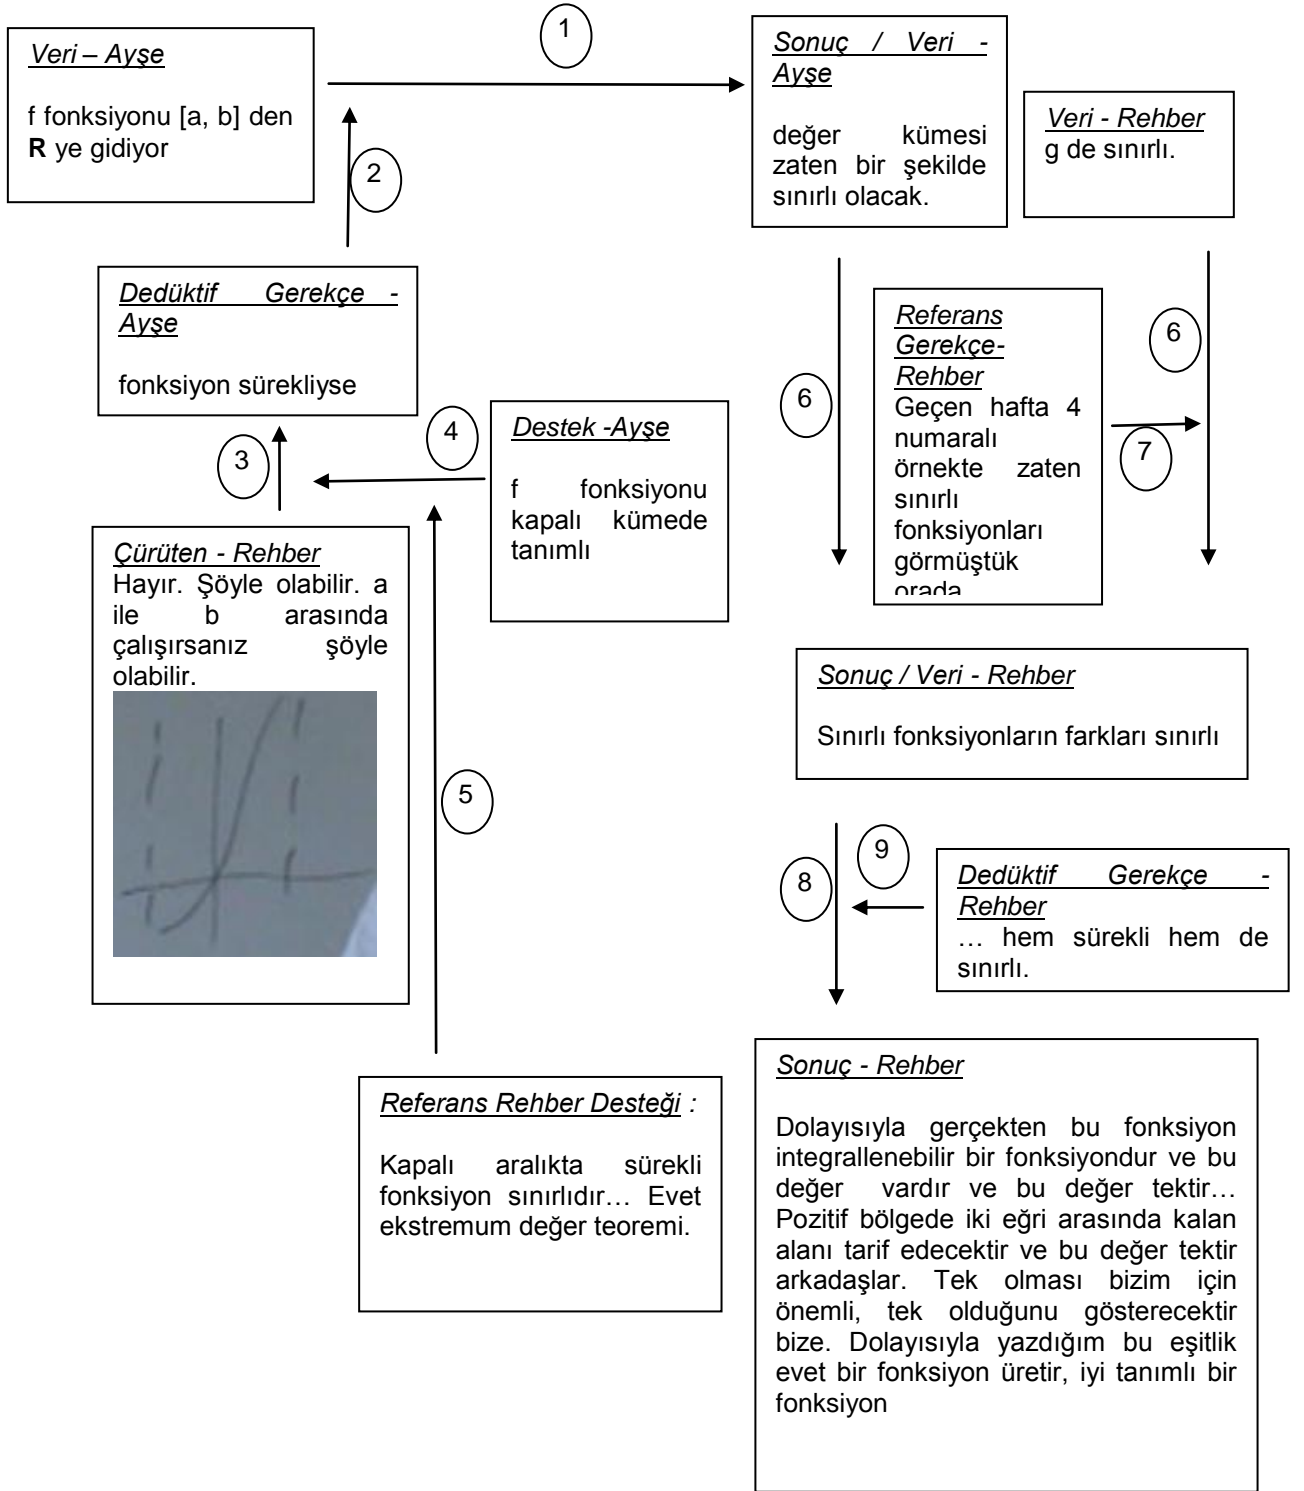 1
Veri – Ayşe
f fonksiyonu [a, b] den
R ye gidiyor
2
Sonuç / Veri -
Ayşe
değer kümesi
zaten bir şekilde
sınırlı olacak.
Veri - Rehber
g de sınırlı.
Dedüktif Gerekçe -
Ayşe
fonksiyon sürekliyse
3
4
Destek -Ayşe
f fonksiyonu
kapalı kümede
tanımlı
6
Referans
Gerekçe-
Rehber
Geçen hafta 4
numaralı
örnekte zaten
sınırlı
fonksiyonları
görmüştük
orada
6
7
Çürüten - Rehber
Hayır. Şöyle olabilir. a
ile b arasında
çalışırsanız şöyle
olabilir.
5
Sonuç / Veri - Rehber
Sınırlı fonksiyonların farkları sınırlı
8
9
Dedüktif Gerekçe -
Rehber
… hem sürekli hem de
sınırlı.
Referans Rehber Desteği :
Kapalı aralıkta sürekli
fonksiyon sınırlıdır… Evet
ekstremum değer teoremi.
Sonuç - Rehber
Dolayısıyla gerçekten bu fonksiyon
integrallenebilir bir fonksiyondur ve bu
değer vardır ve bu değer tektir…
Pozitif bölgede iki eğri arasında kalan
alanı tarif edecektir ve bu değer tektir
arkadaşlar. Tek olması bizim için
önemli, tek olduğunu gösterecektir
bize. Dolayısıyla yazdığım bu eşitlik
evet bir fonksiyon üretir, iyi tanımlı bir
fonksiyon